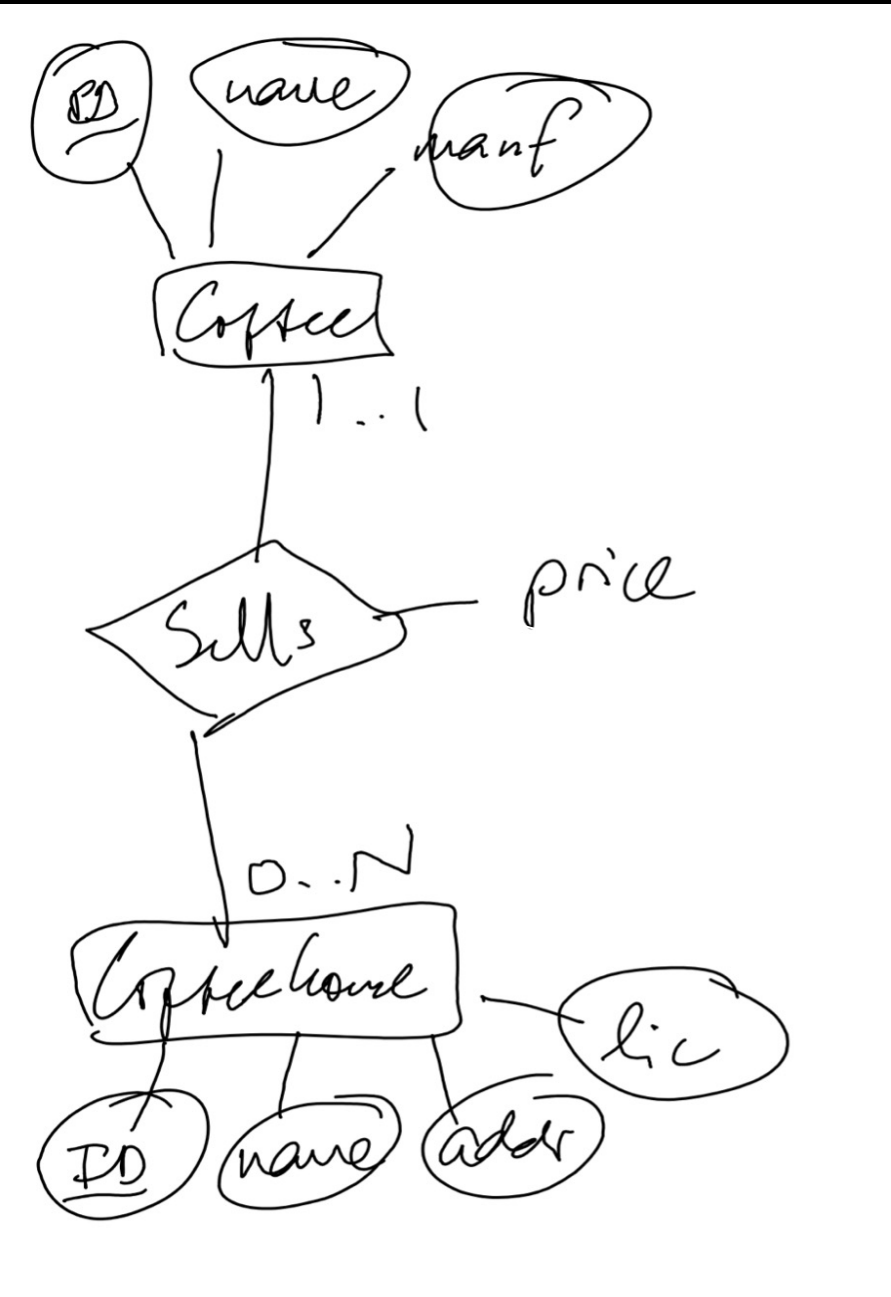 ID name manf
Coffee
1..1
Sells price
0..N
Coffeehouse
lic
ID name addr